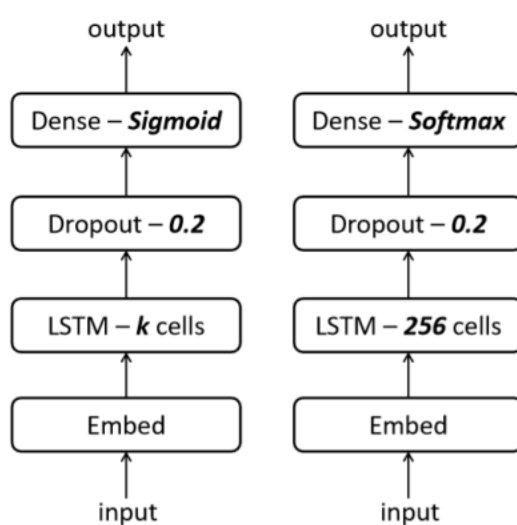 output
Dense – Sigmoid
Dropout – 0.2
LSTM – k cells
Embed
input
output
Dense – Softmax
Dropout – 0.2
LSTM – 256 cells
Embed
input